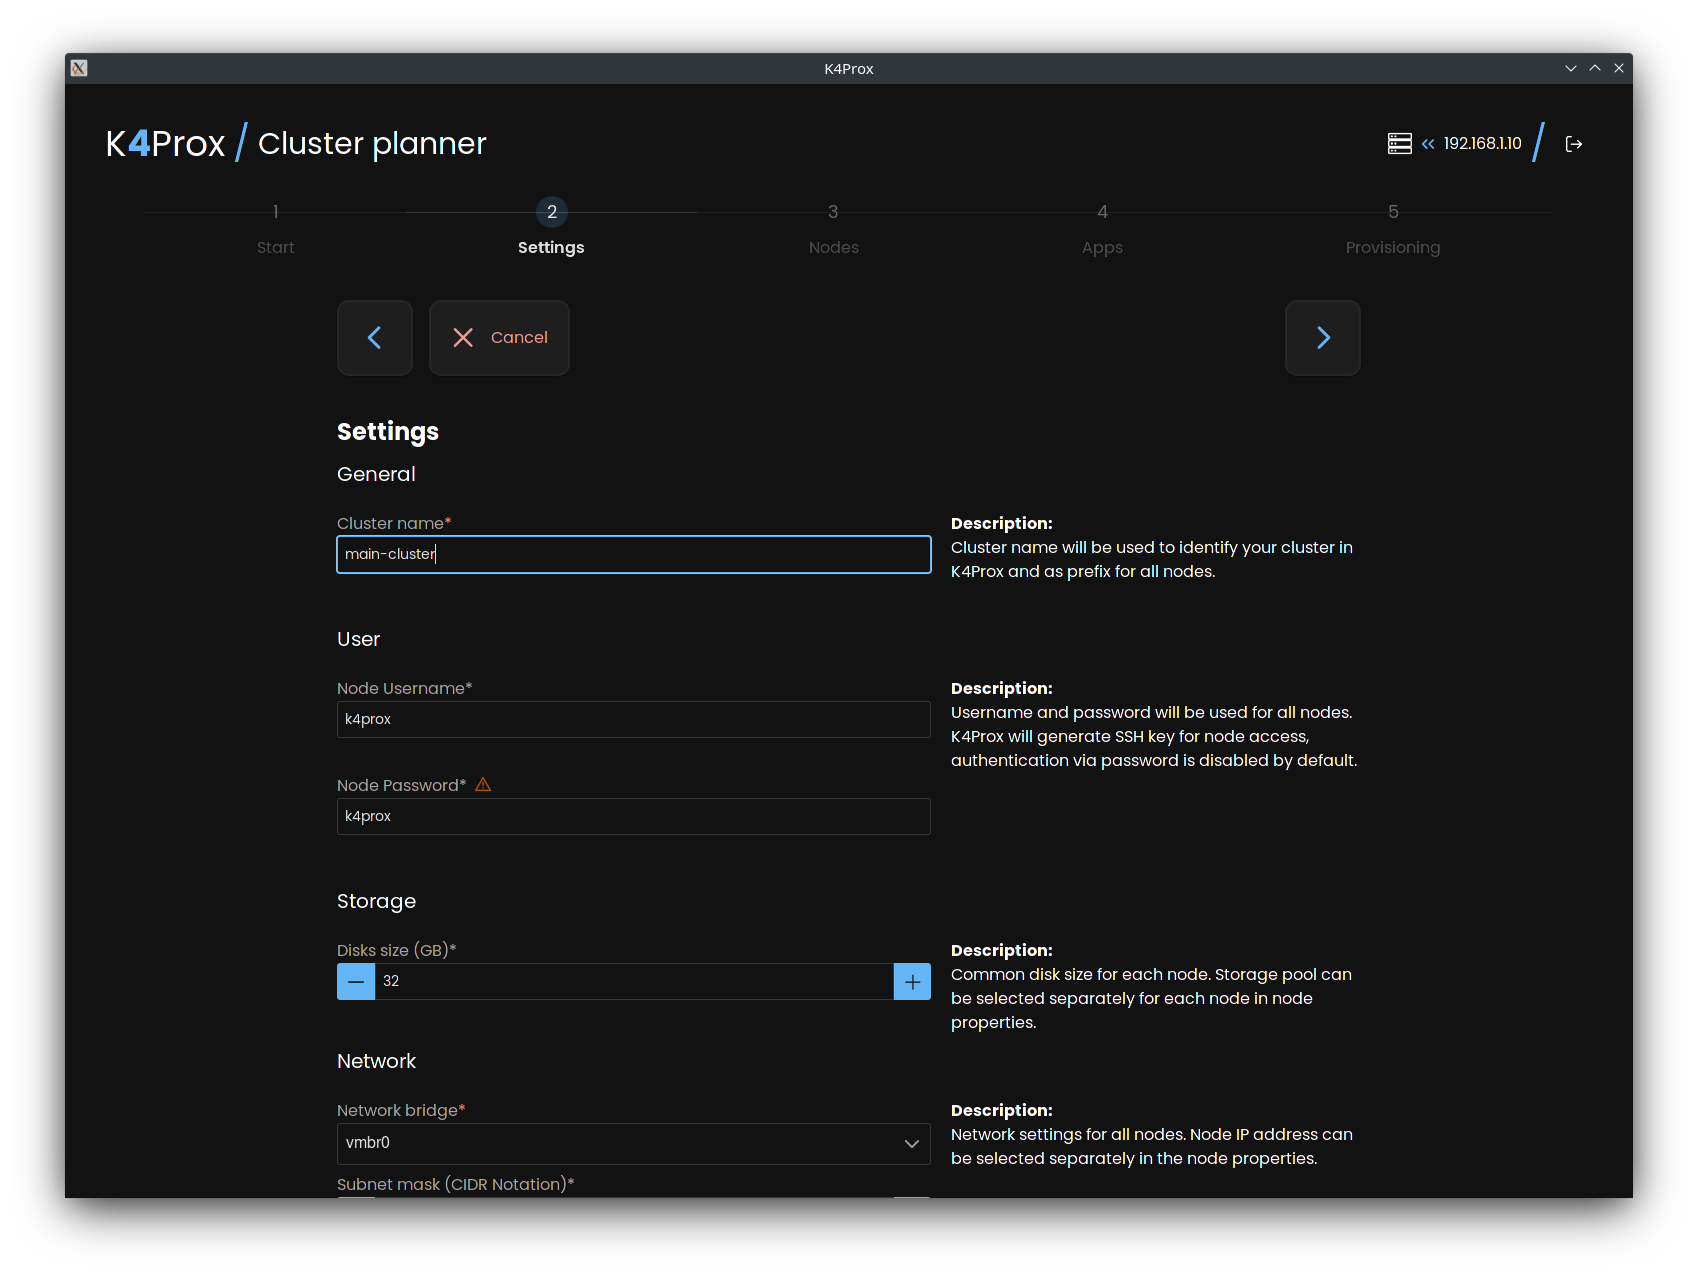 K4Prox
K4Prox / Cluster planner
« 192.168.1.10 /
1 2 3 4 5
Start Settings Nodes Apps Provisioning
Cancel
Settings
General
Cluster name*
main-cluster
Description:
Cluster name will be used to identify your cluster in
K4Prox and as prefix for all nodes.
User
Node Username*
k4prox
Node Password*
k4prox
Description:
Username and password will be used for all nodes.
K4Prox will generate SSH key for node access,
authentication via password is disabled by default.
Storage
Disks size (GB)*
32
Description:
Common disk size for each node. Storage pool can
be selected separately for each node in node
properties.
Network
Network bridge*
vmbr0
Description:
Network settings for all nodes. Node IP address can
be selected separately in the node properties.
Subnet mask (CIDR Notation)*